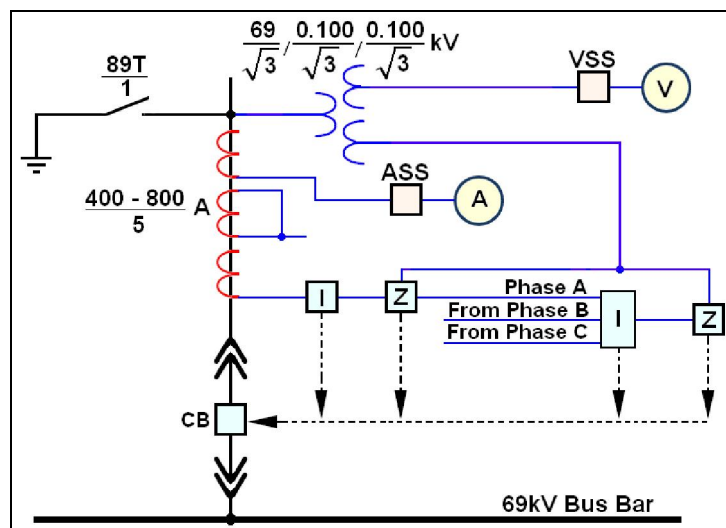 69/√3 / 0.100/√3 / 0.100/√3 kV
89T
1
VSS
V
ASS
A
400 - 800
5
A
Phase A
I
Z
From Phase B
I
Z
From Phase C
CB
69kV Bus Bar